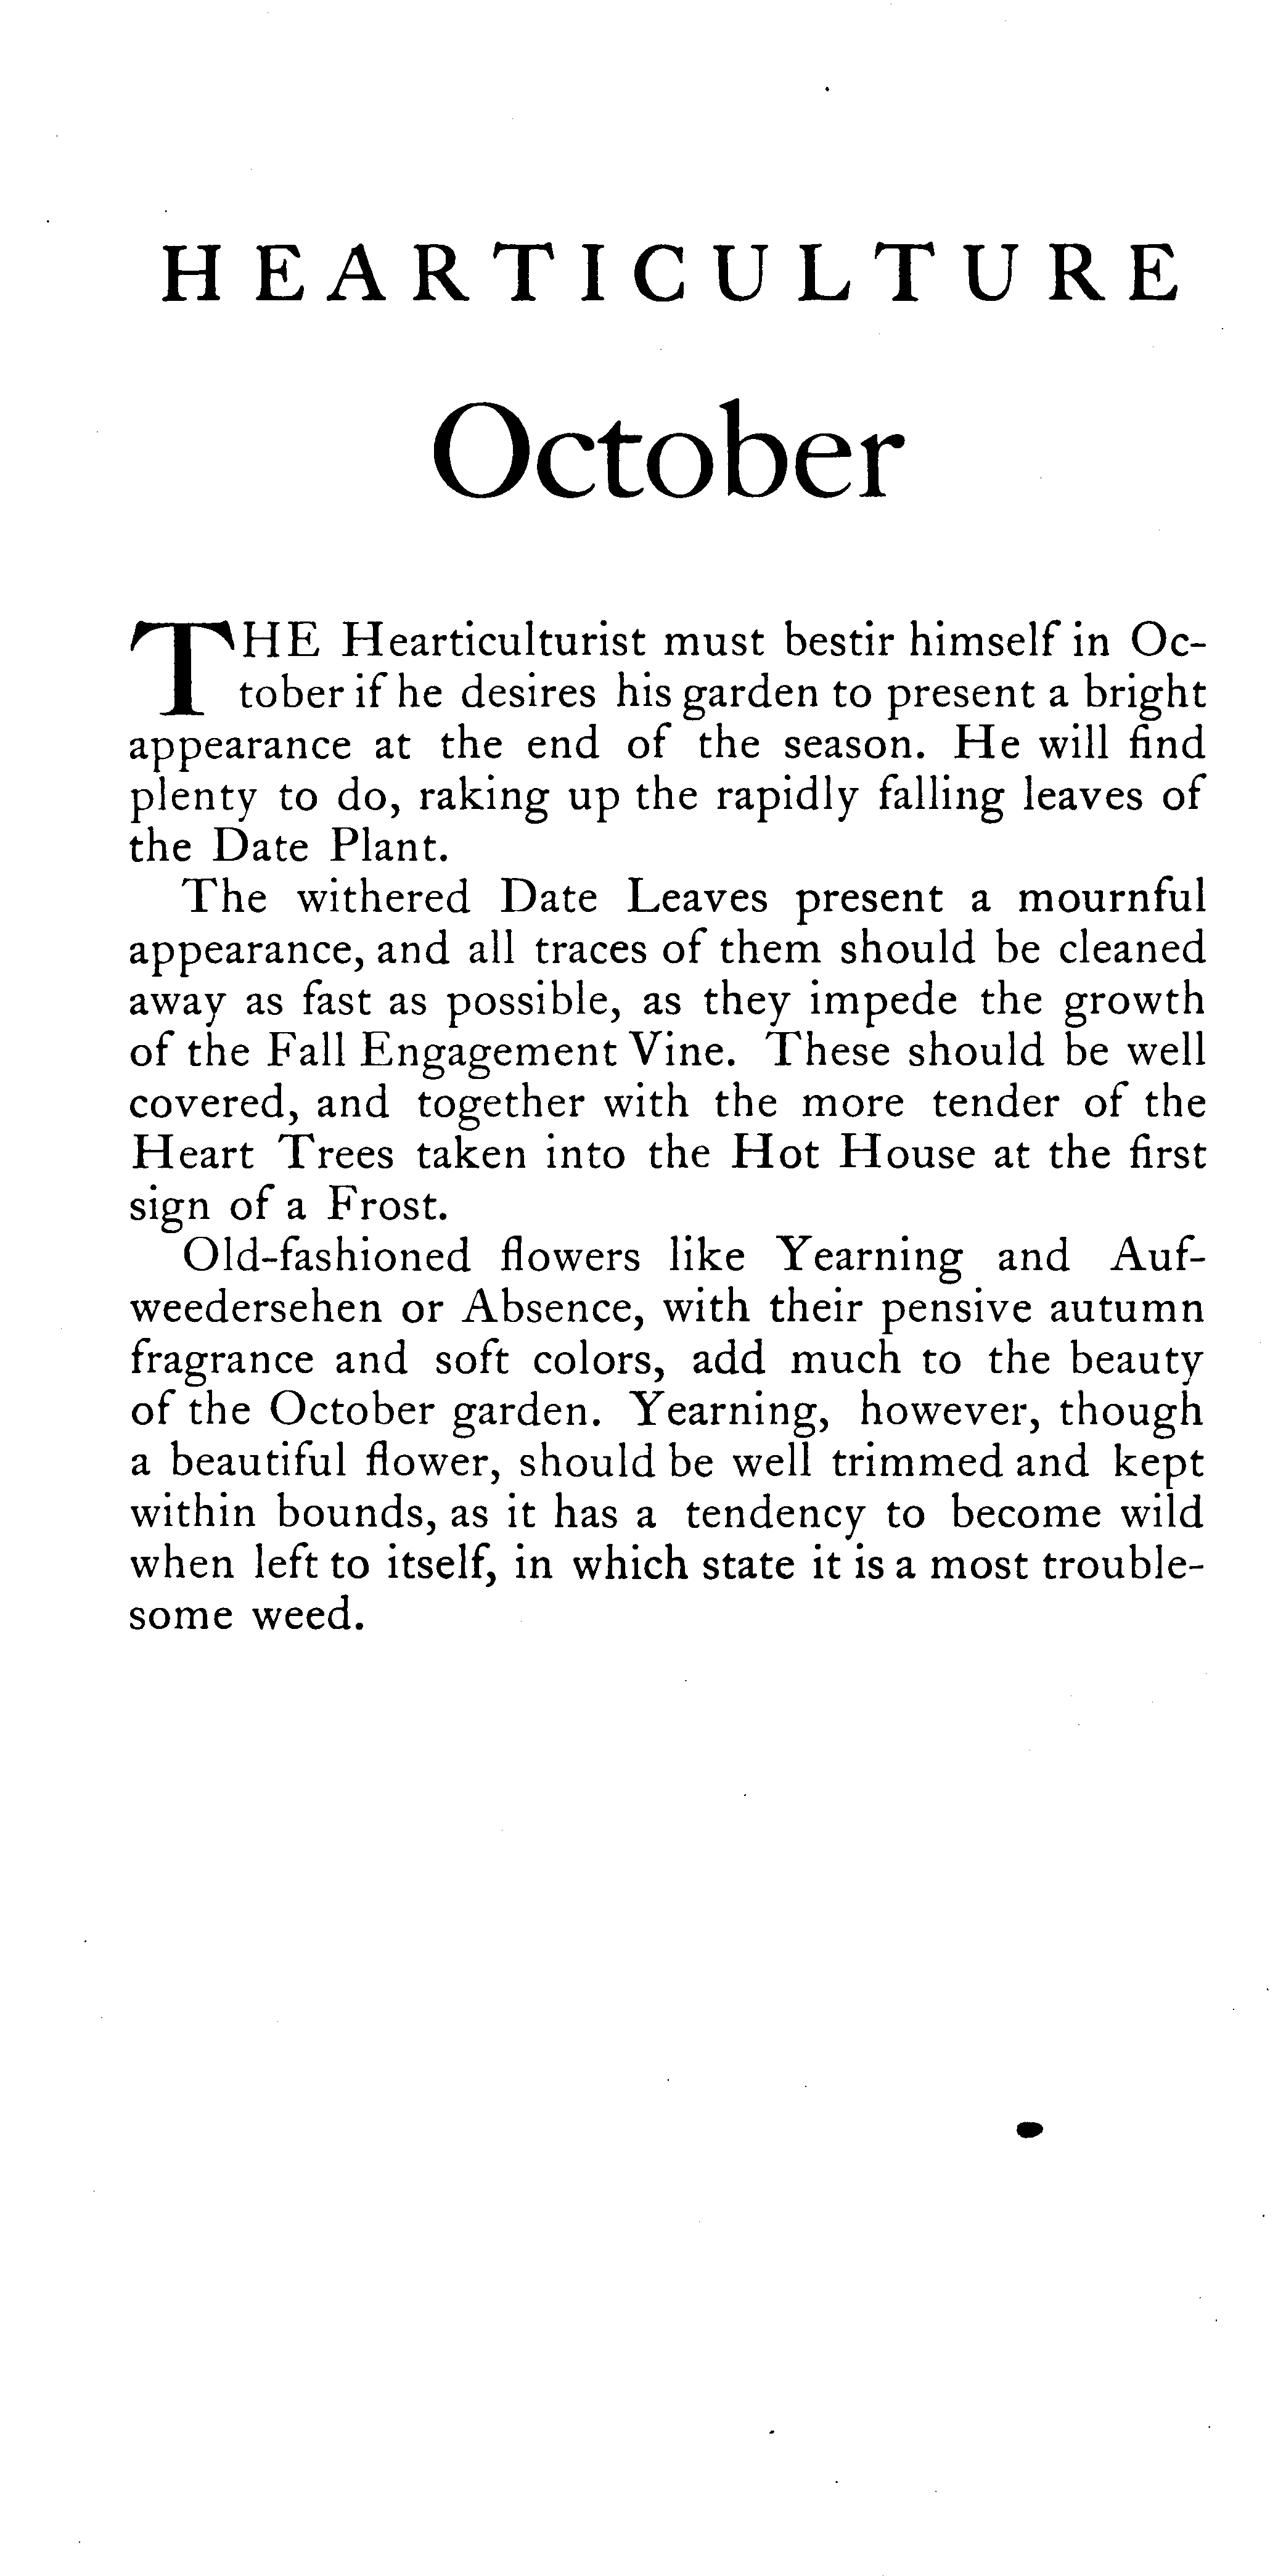 HEARTICULTURE
October
THE Hearticulturist must bestir himself in Oc-
tober if he desires his garden to present a bright
appearance at the end of the season. He will find
plenty to do, raking up the rapidly falling leaves of
the Date Plant.
The withered Date Leaves present a mournful
appearance, and all traces of them should be cleaned
away as fast as possible, as they impede the growth
of the Fall Engagement Vine. These should be well
covered, and together with the more tender of the
Heart Trees taken into the Hot House at the first
sign of a Frost.
Old-fashioned flowers like Yearning and Auf-
weedersehen or Absence, with their pensive autumn
fragrance and soft colors, add much to the beauty
of the October garden. Yearning, however, though
a beautiful flower, should be well trimmed and kept
within bounds, as it has a tendency to become wild
when left to itself, in which state it is a most trouble-
some weed.